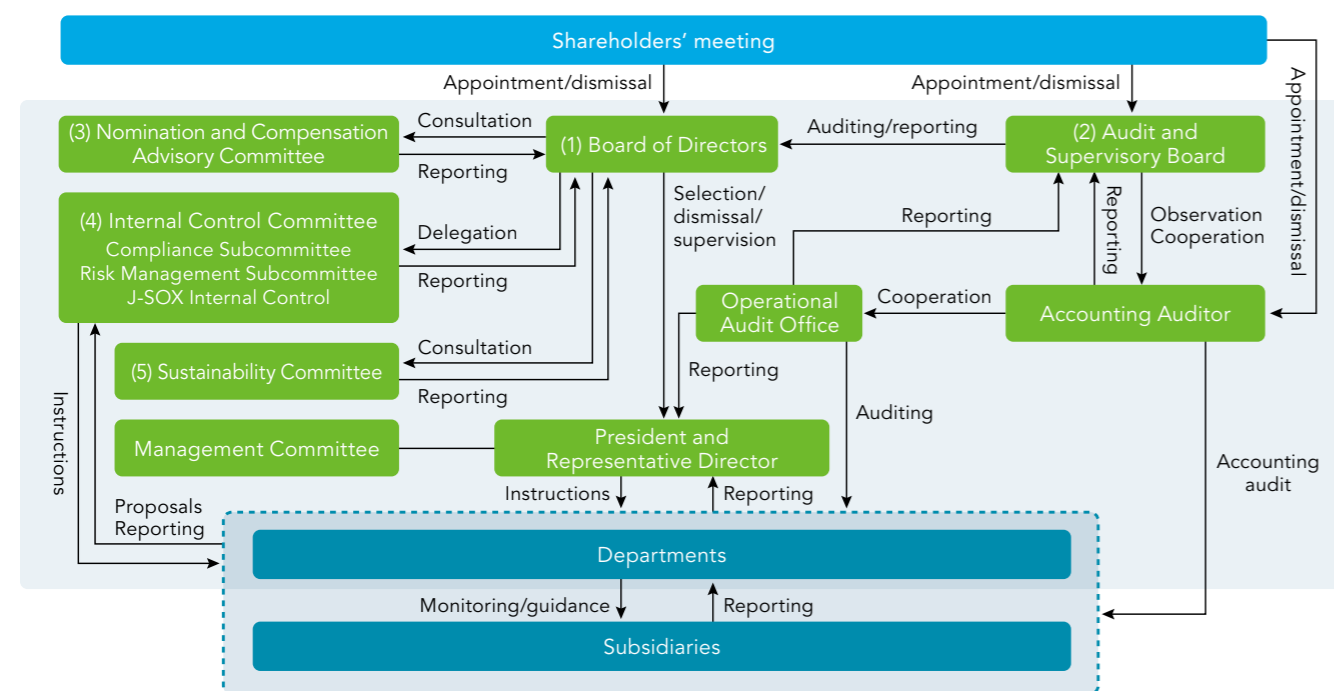 Shareholders' meeting
Appointment/dismissal
Appointment/dismissal
Appointment/dismissal
(3) Nomination and Compensation
Advisory Committee
Consultation
Reporting
(1) Board of Directors
Auditing/reporting
(2) Audit and
Supervisory Board
(4) Internal Control Committee
Compliance Subcommittee
Risk Management Subcommittee
J-SOX Internal Control
Delegation
Reporting
Selection/
dismissal/
supervision
Reporting
Reporting
Observation
Cooperation
Operational
Audit Office
Cooperation
Accounting Auditor
(5) Sustainability Committee
Consultation
Reporting
Reporting
Auditing
Management Committee
President and
Representative Director
Instructions
Accounting
audit
Proposals
Reporting
Instructions
Reporting
Departments
Monitoring/guidance
Reporting
Subsidiaries